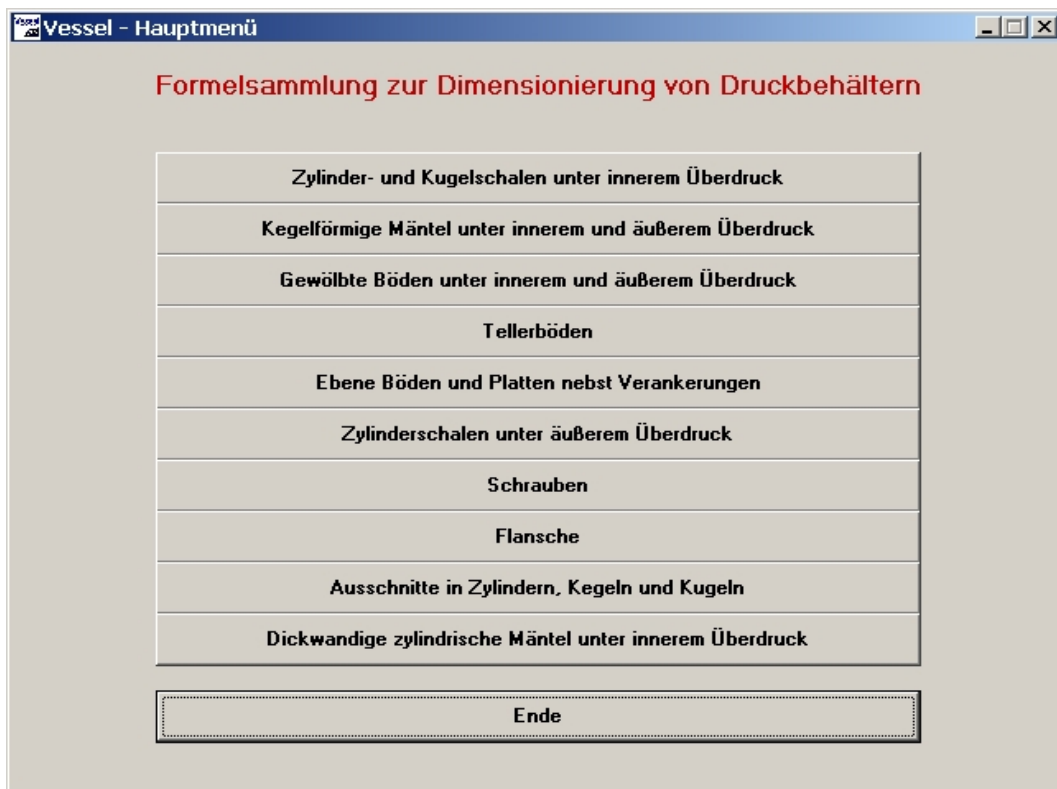 Vessel - Hauptmenü
Formelsammlung zur Dimensionierung von Druckbehältern
Zylinder- und Kugelschalen unter innerem Überdruck
Kegelförmige Mäntel unter innerem und äußerem Überdruck
Gewölbte Böden unter innerem und äußerem Überdruck
Tellerböden
Ebene Böden und Platten nebst Verankerungen
Zylinderschalen unter äußerem Überdruck
Schrauben
Flansche
Ausschnitte in Zylindern, Kegeln und Kugeln
Dickwandige zylindrische Mäntel unter innerem Überdruck
Ende